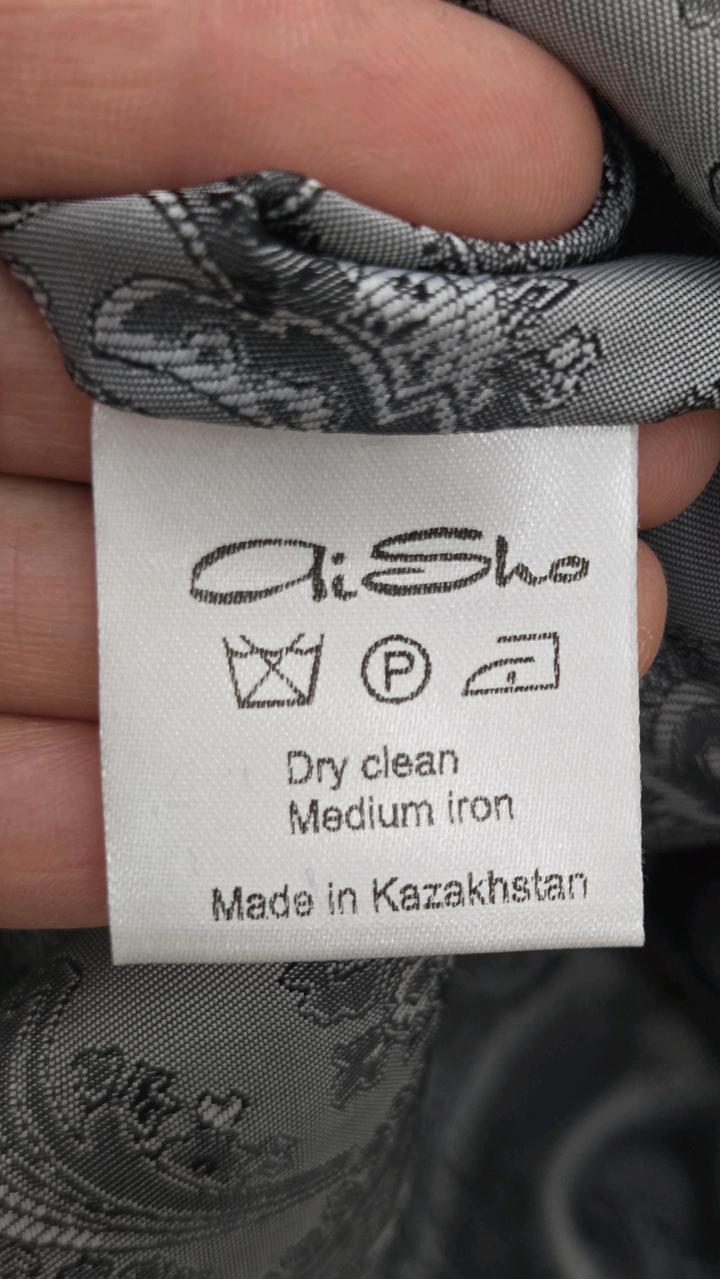 aiSho
P
Dry clean
Medium iron
Made in Kazakhstan